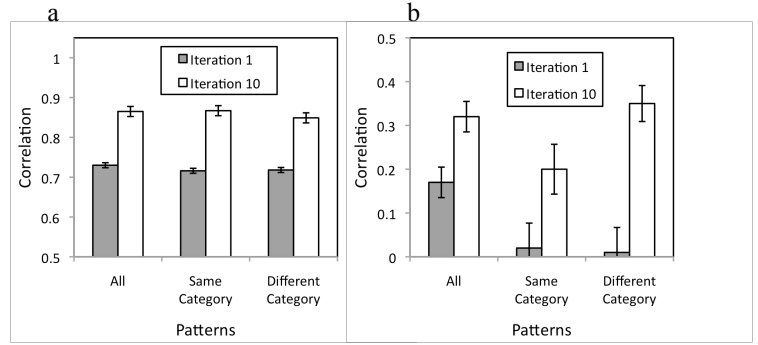 a
Correlation
1
0.9
0.8
0.7
0.6
0.5
Iteration 1
Iteration 10
All
Same
Category
Different
Category
Patterns
b
Correlation
0.5
0.4
0.3
0.2
0.1
0
Iteration 1
Iteration 10
All
Same
Category
Different
Category
Patterns